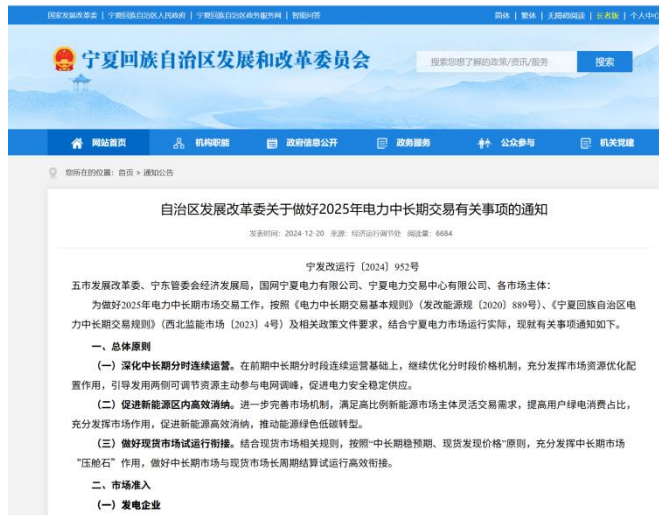 国家发展改革委 | 宁夏回族自治区人民政府 | 宁夏回族自治区政务服务网 | 智能问答
简体 | 繁体 | 无障碍阅读 | 长者版 | 个人中心
宁夏回族自治区发展和改革委员会
搜索您想了解的政策/资讯/服务
搜索
网站首页 机构职能 政府信息公开 政务服务 公众参与 机关党建
您所在的位置：首页 > 通知公告
自治区发展改革委关于做好2025年电力中长期交易有关事项的通知
发表时间：2024-12-20 来源：经济运行调节处 阅读量：6684
宁发改运行〔2024〕952号
五市发展改革委、宁东管委会经济发展局，国网宁夏电力有限公司、宁夏电力交易中心有限公司、各市场主体：
为做好2025年电力中长期市场交易工作，按照《电力中长期交易基本规则》（发改能源规〔2020〕889号）、《宁夏回族自治区电
力中长期交易规则》（西北监能市场〔2023〕4号）及相关政策文件要求，结合宁夏电力市场运行实际，现就有关事项通知如下。
一、总体原则
（一）深化中长期分时连续运营。在前期中长期分时段连续运营基础上，继续优化分时段价格机制，充分发挥市场资源优化配
置作用，引导发用两侧可调节资源主动参与电网调峰，促进电力安全稳定供应。
（二）促进新能源区内高效消纳。进一步完善市场机制，满足高比例新能源市场主体灵活交易需求，提高用户绿电消费占比，
充分发挥市场作用，促进新能源高效消纳，推动能源绿色低碳转型。
（三）做好现货市场试运行衔接。结合现货市场相关规则，按照“中长期稳预期、现货发现价格”原则，充分发挥中长期市场
“压舱石”作用，做好中长期市场与现货市场长周期结算试运行高效衔接。
二、市场准入
（一）发电企业